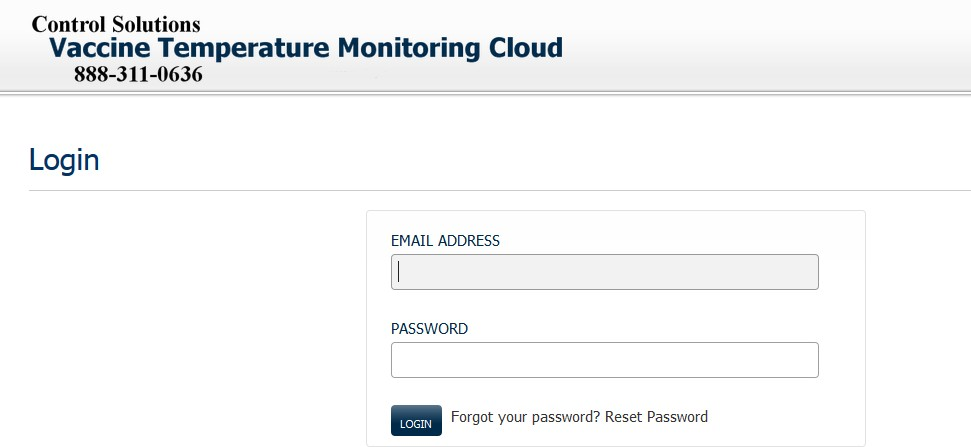 Control Solutions
Vaccine Temperature Monitoring Cloud
888-311-0636
Login
EMAIL ADDRESS
PASSWORD
LOGIN Forgot your password? Reset Password